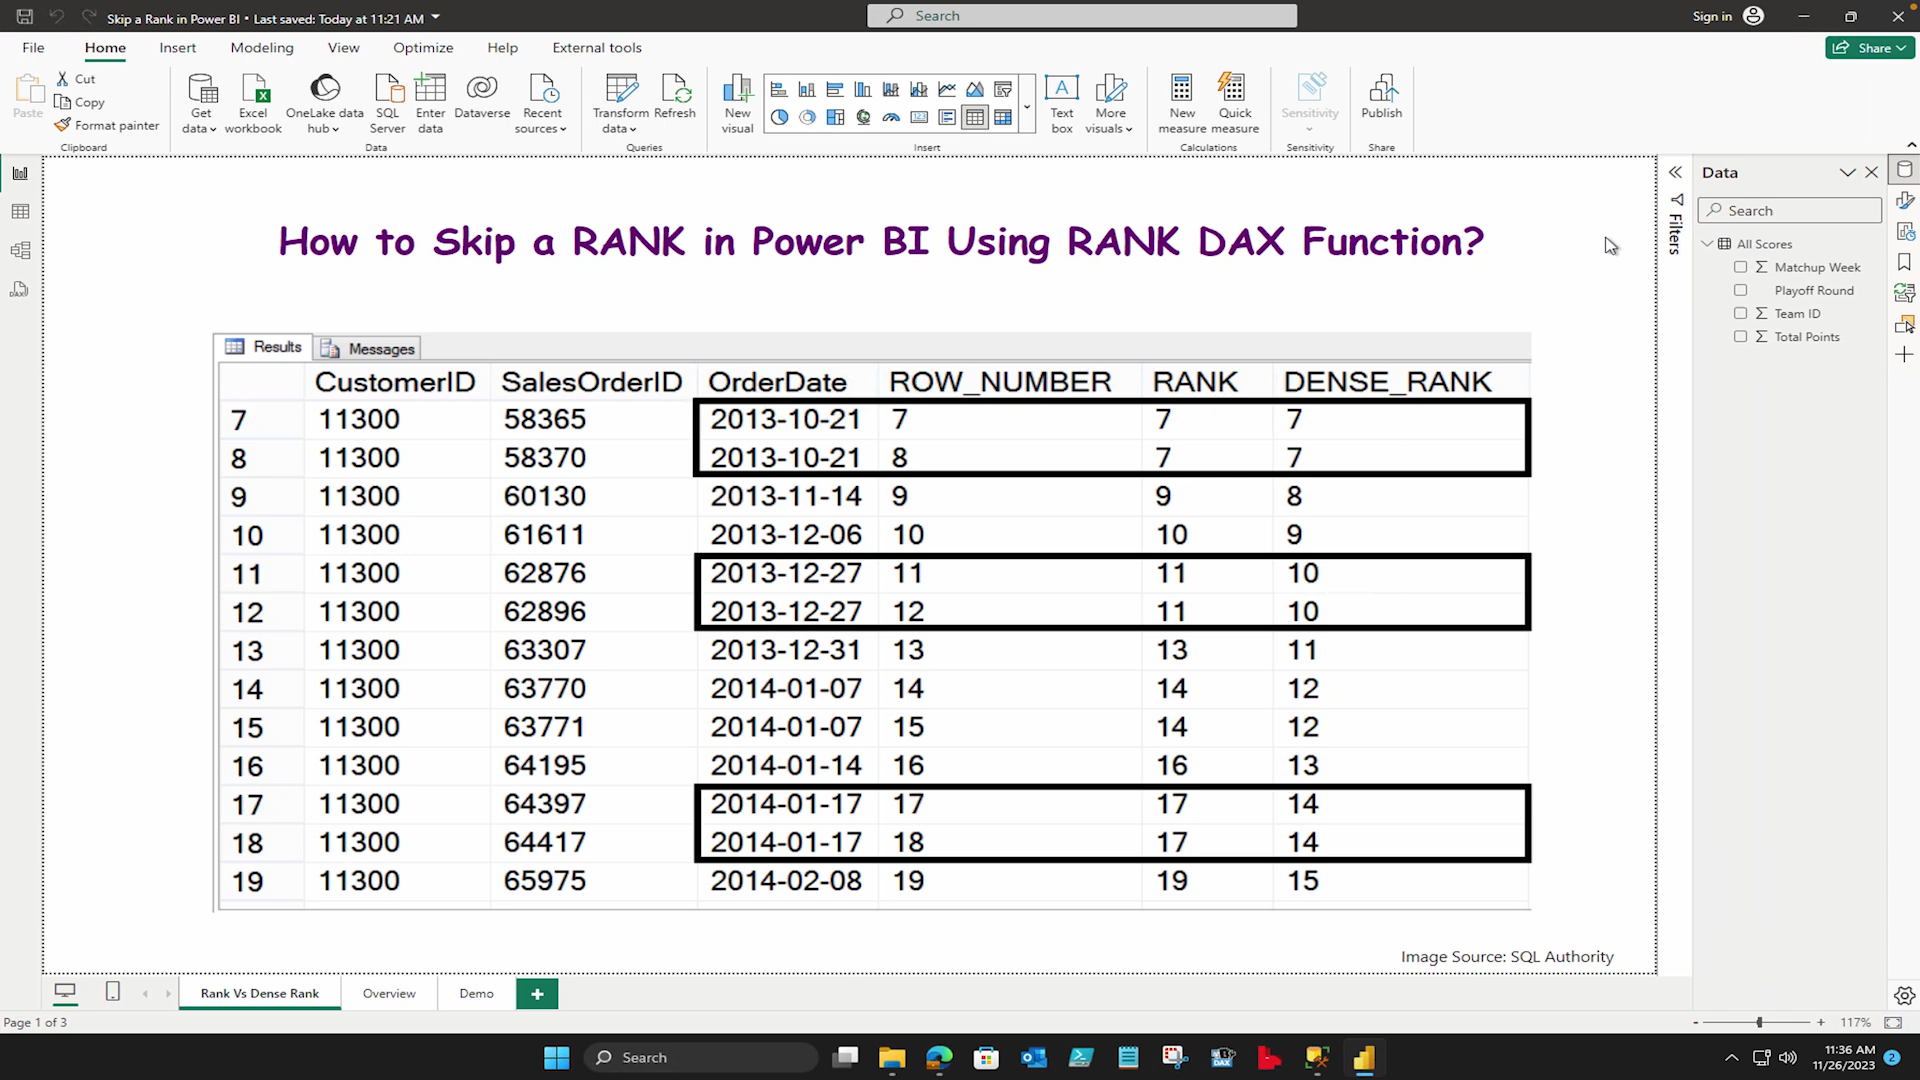 Skip a Rank in Power BI • Last saved: Today at 11:21 AM
Search
Sign in
File Home Insert Modeling View Optimize Help External tools
Share
Paste
Cut
Copy
Format painter
Clipboard
Get data
Excel workbook
OneLake data hub
SQL Server
Enter data
Dataverse
Recent sources
Data
Transform data
Refresh
Queries
New visual
Text box
More visuals
Insert
New measure
Quick measure
Calculations
Sensitivity
Sensitivity
Publish
Share
How to Skip a RANK in Power BI Using RANK DAX Function?
Results Messages
CustomerID SalesOrderID OrderDate ROW_NUMBER RANK DENSE_RANK
7 11300 58365 2013-10-21 7 7 7
8 11300 58370 2013-10-21 8 7 7
9 11300 60130 2013-11-14 9 9 8
10 11300 61611 2013-12-06 10 10 9
11 11300 62876 2013-12-27 11 11 10
12 11300 62896 2013-12-27 12 11 10
13 11300 63307 2013-12-31 13 13 11
14 11300 63770 2014-01-07 14 14 12
15 11300 63771 2014-01-07 15 14 12
16 11300 64195 2014-01-14 16 16 13
17 11300 64397 2014-01-17 17 17 14
18 11300 64417 2014-01-17 18 17 14
19 11300 65975 2014-02-08 19 19 15
Image Source: SQL Authority
Filters
Data
Search
All Scores
Matchup Week
Playoff Round
Team ID
Total Points
Rank Vs Dense Rank Overview Demo
Page 1 of 3
117%
Search
DAX
11:36 AM
11/26/2023
2